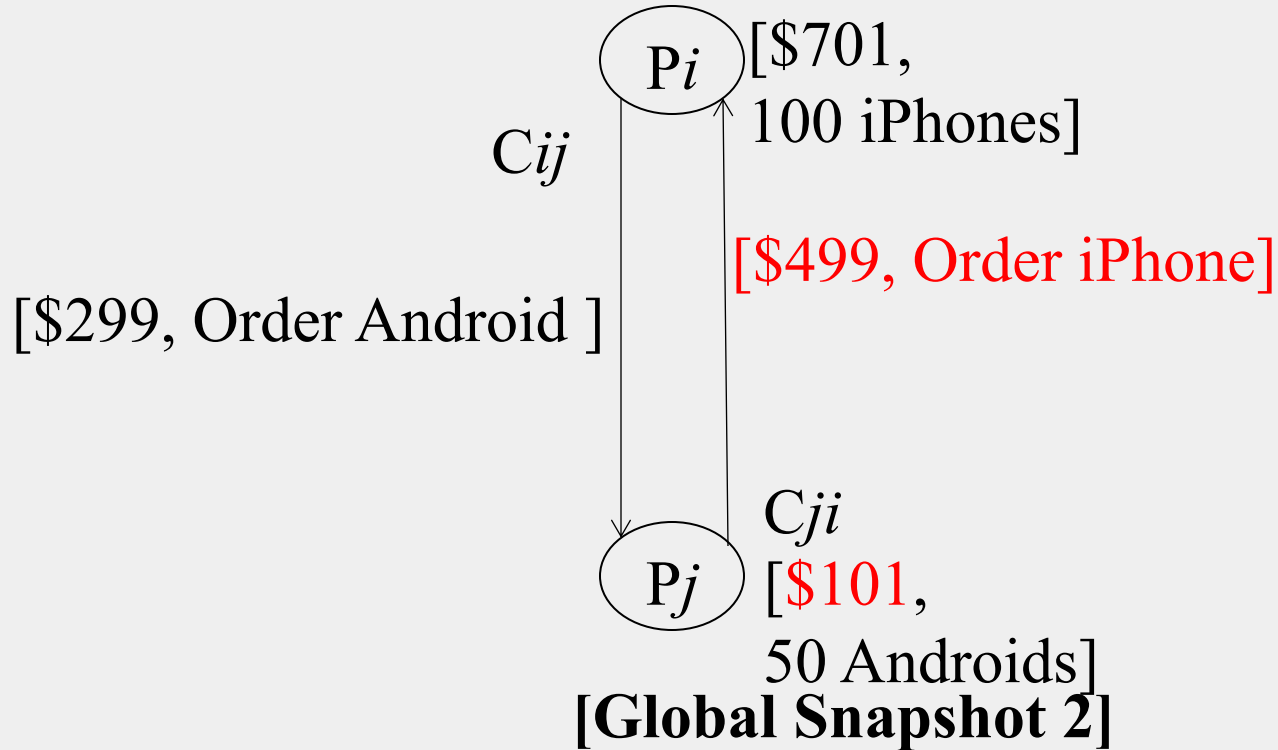 Pi
[$701,
100 iPhones]
Cij
[$499, Order iPhone]
[$299, Order Android ]
Cji
Pj
[$101,
50 Androids]
[Global Snapshot 2]